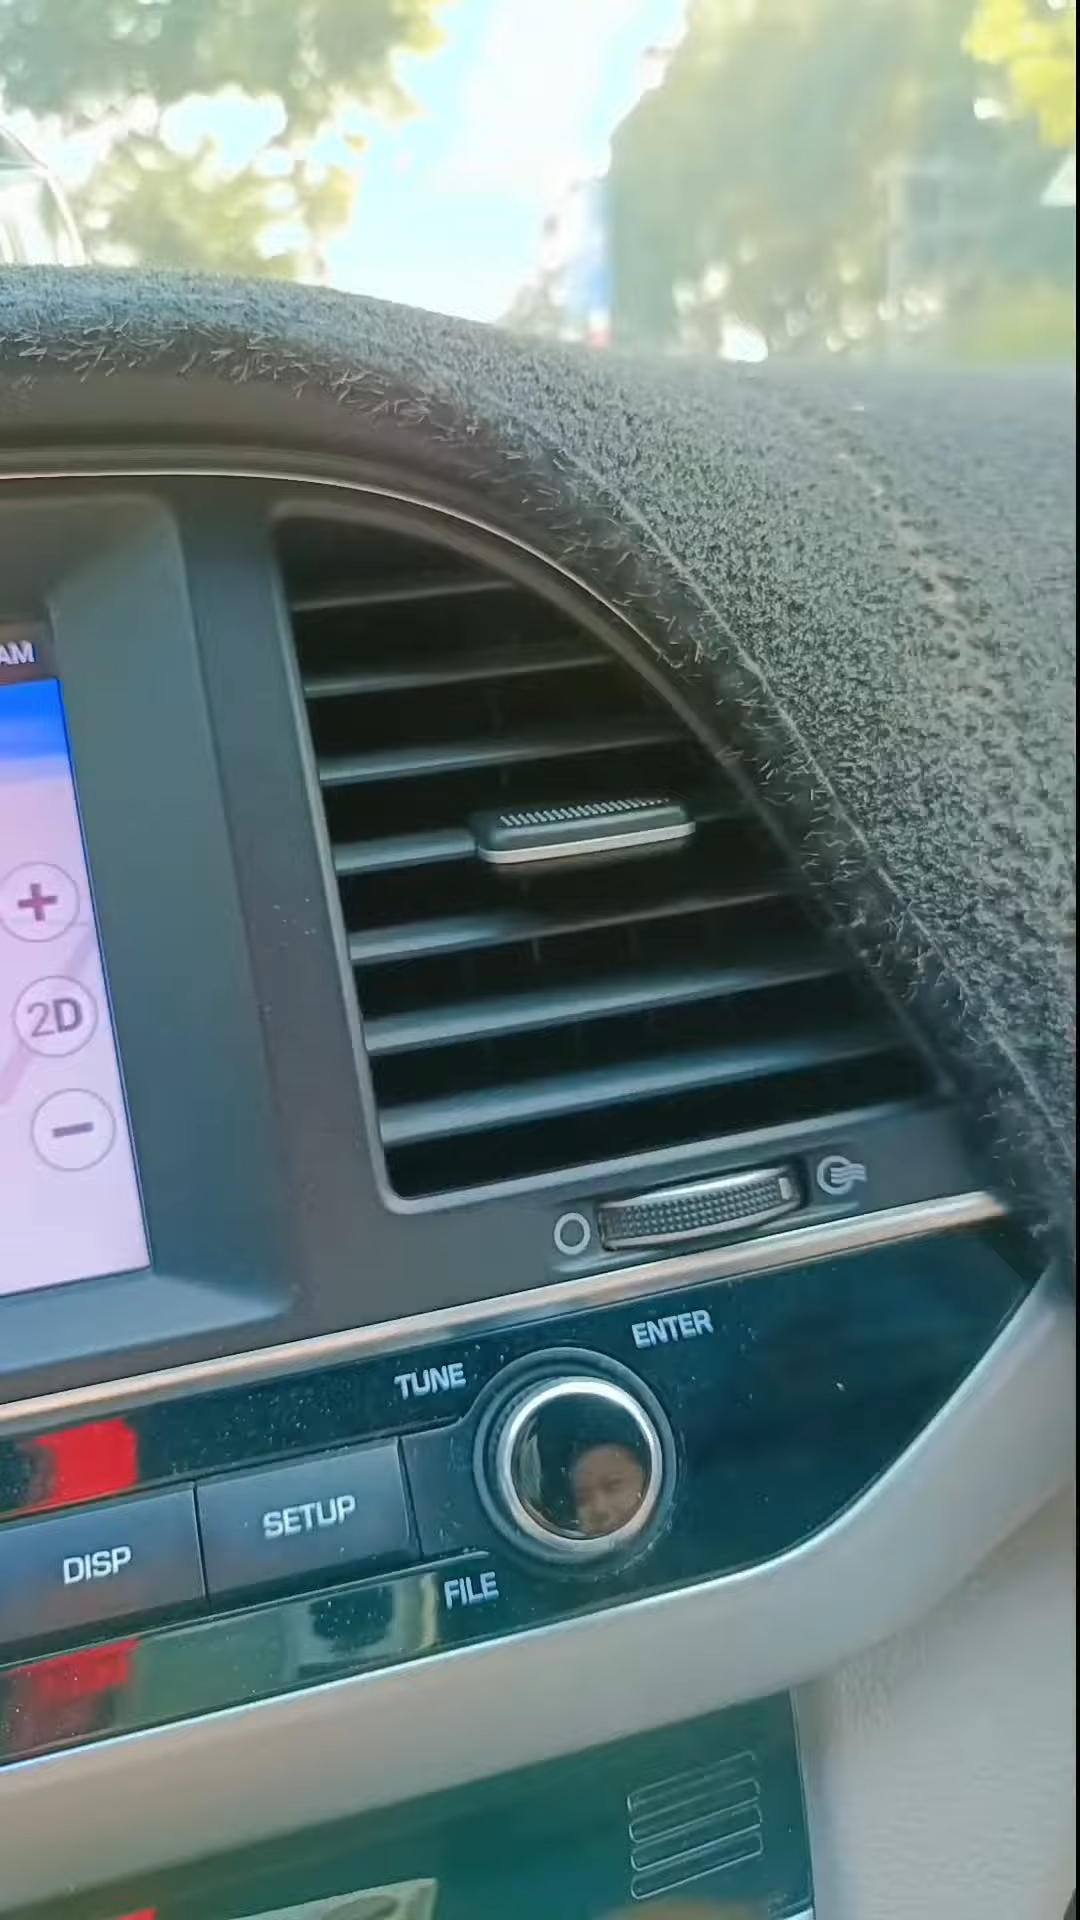 AM
+
2D
−
ENTER
TUNE
SETUP
DISP
FILE